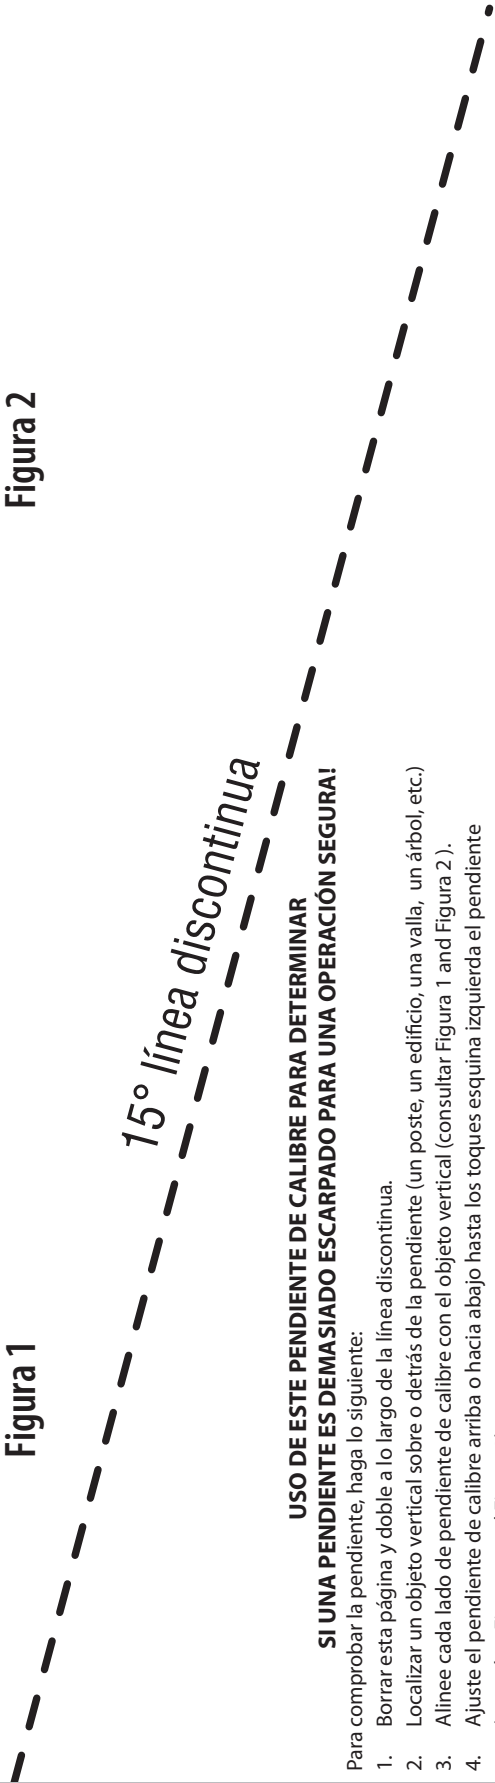 Figura 1
Figura 2
15° línea discontinua
USO DE ESTE PENDIENTE DE CALIBRE PARA DETERMINAR
SI UNA PENDIENTE ES DEMASIADO ESCARPADO PARA UNA OPERACIÓN SEGURA!
Para comprobar la pendiente, haga lo siguiente:
1. Borrar esta página y doble a lo largo de la línea discontinua.
2. Localizar un objeto vertical sobre o detrás de la pendiente (un poste, un edificio, una valla, un árbol, etc.)
3. Alinee cada lado de pendiente de calibre con el objeto vertical (consultar Figura 1 and Figura 2 ).
4. Ajuste el pendiente de calibre arriba o hacia abajo hasta los toques esquina izquierda el pendiente